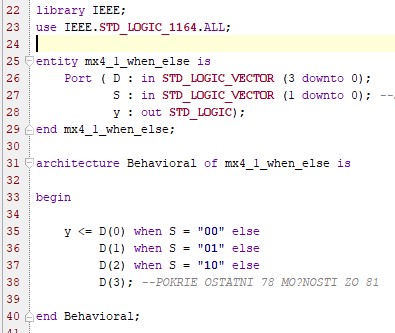 22 library IEEE;
23 use IEEE.STD_LOGIC_1164.ALL;
24
25 entity mx4_1_when_else is
26 Port ( D : in STD_LOGIC_VECTOR (3 downto 0);
27 S : in STD_LOGIC_VECTOR (1 downto 0); --
28 y : out STD_LOGIC);
29 end mx4_1_when_else;
30
31 architecture Behavioral of mx4_1_when_else is
32
33 begin
34
35 y <= D(0) when S = "00" else
36 D(1) when S = "01" else
37 D(2) when S = "10" else
38 D(3); --POKRIE OSTATNI 78 MO?NOSTI ZO 81
39
40 end Behavioral;
41